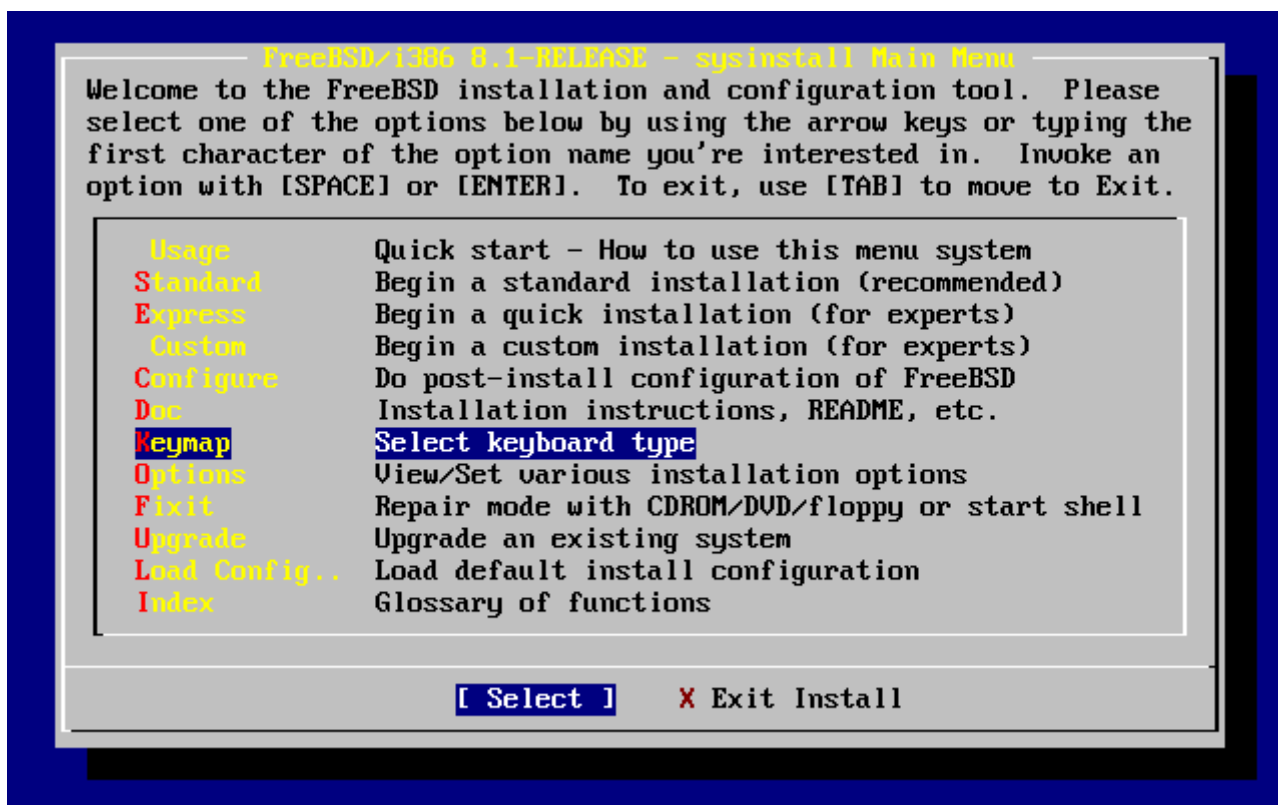 FreeBSD/i386 8.1-RELEASE - sysinstall Main Menu
Welcome to the FreeBSD installation and configuration tool.  Please
select one of the options below by using the arrow keys or typing the
first character of the option name you're interested in.  Invoke an
option with [SPACE] or [ENTER].  To exit, use [TAB] to move to Exit.
Usage Quick start - How to use this menu system
Standard Begin a standard installation (recommended)
Express Begin a quick installation (for experts)
Custom Begin a custom installation (for experts)
Configure Do post-install configuration of FreeBSD
Doc Installation instructions, README, etc.
Keymap Select keyboard type
Options View/Set various installation options
Fixit Repair mode with CDROM/DVD/floppy or start shell
Upgrade Upgrade an existing system
Load Config.. Load default install configuration
Index Glossary of functions
[ Select ] X Exit Install